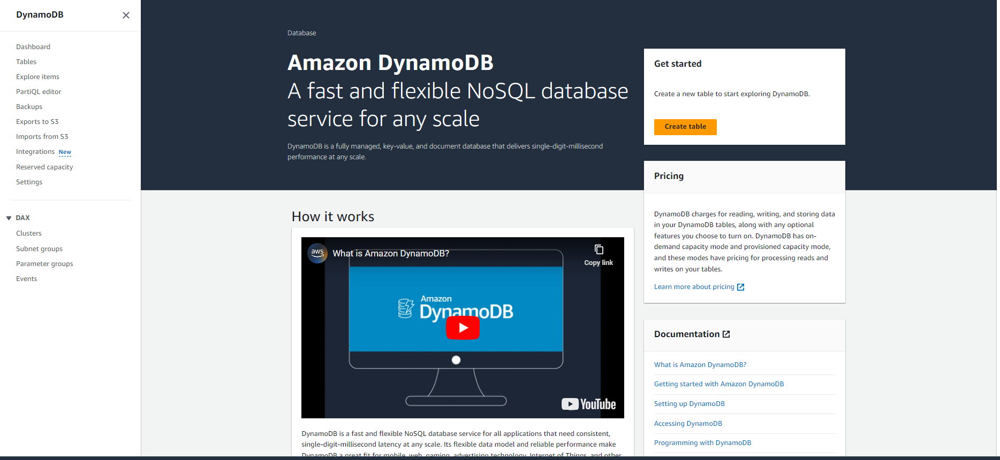 DynamoDB
Dashboard
Tables
Explore items
PartiQL editor
Backups
Exports to S3
Imports from S3
Integrations New
Reserved capacity
Settings
DAX
Clusters
Subnet groups
Parameter groups
Events
Database
Amazon DynamoDB
A fast and flexible NoSQL database
service for any scale
DynamoDB is a fully managed, key-value, and document database that delivers single-digit-millisecond
performance at any scale.
Get started
Create a new table to start exploring DynamoDB.
Create table
Pricing
DynamoDB charges for reading, writing, and storing data
in your DynamoDB tables, along with any optional
features you choose to turn on. DynamoDB has on-
demand capacity mode and provisioned capacity mode,
and these modes have pricing for processing reads and
writes on your tables.
Learn more about pricing
Documentation
What is Amazon DynamoDB?
Getting started with Amazon DynamoDB
Setting up DynamoDB
Accessing DynamoDB
Programming with DynamoDB
How it works
aws
What is Amazon DynamoDB?
Copy link
Amazon
DynamoDB
YouTube
DynamoDB is a fast and flexible NoSQL database service for all applications that need consistent,
single-digit-millisecond latency at any scale. Its flexible data model and reliable performance make
DynamoDB a great fit for mobile, web, gaming, advertising technology, Internet of Things, and other